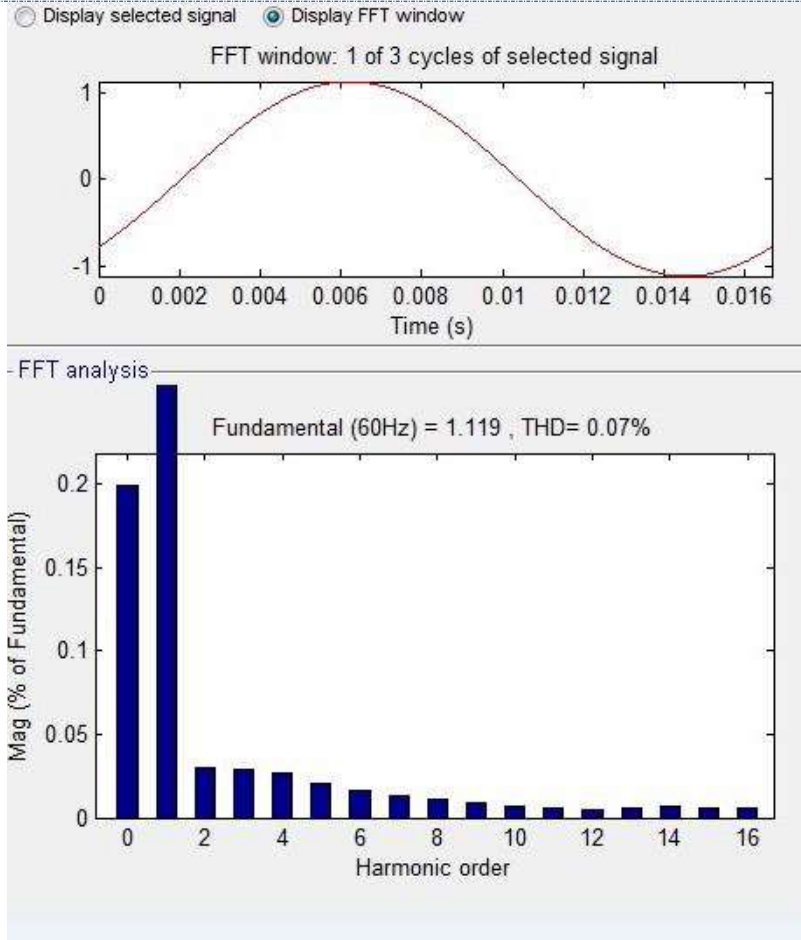 Display selected signal Display FFT window
FFT window: 1 of 3 cycles of selected signal
1
0
-1
0 0.002 0.004 0.006 0.008 0.01 0.012 0.014 0.016
Time (s)
FFT analysis
Fundamental (60Hz) = 1.119 , THD= 0.07%
Mag (% of Fundamental)
0.2
0.15
0.1
0.05
0
0 2 4 6 8 10 12 14 16
Harmonic order